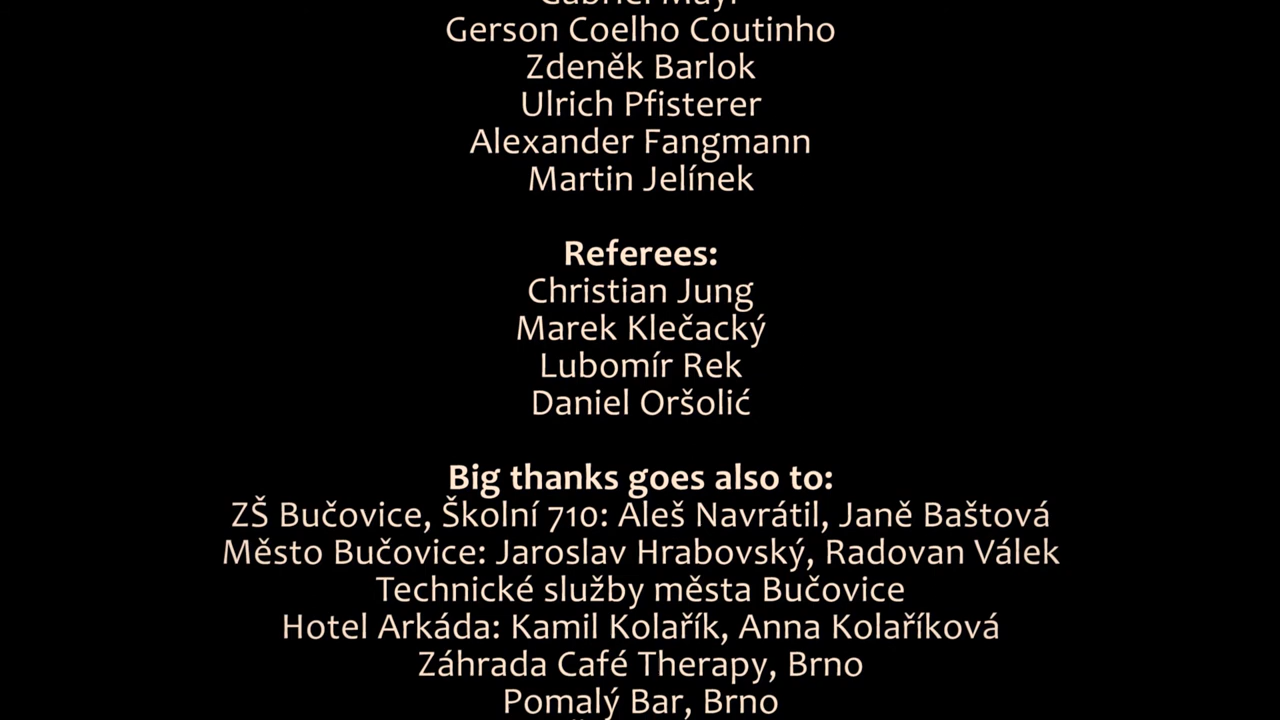 Gabriel Mayr
Gerson Coelho Coutinho
Zdeněk Barlok
Ulrich Pfisterer
Alexander Fangmann
Martin Jelínek
Referees:
Christian Jung
Marek Klečacký
Lubomír Rek
Daniel Oršolić
Big thanks goes also to:
ZŠ Bučovice, Školní 710: Aleš Navrátil, Janě Baštová
Město Bučovice: Jaroslav Hrabovský, Radovan Válek
Technické služby města Bučovice
Hotel Arkáda: Kamil Kolařík, Anna Kolaříková
Záhrada Café Therapy, Brno
Pomalý Bar, Brno